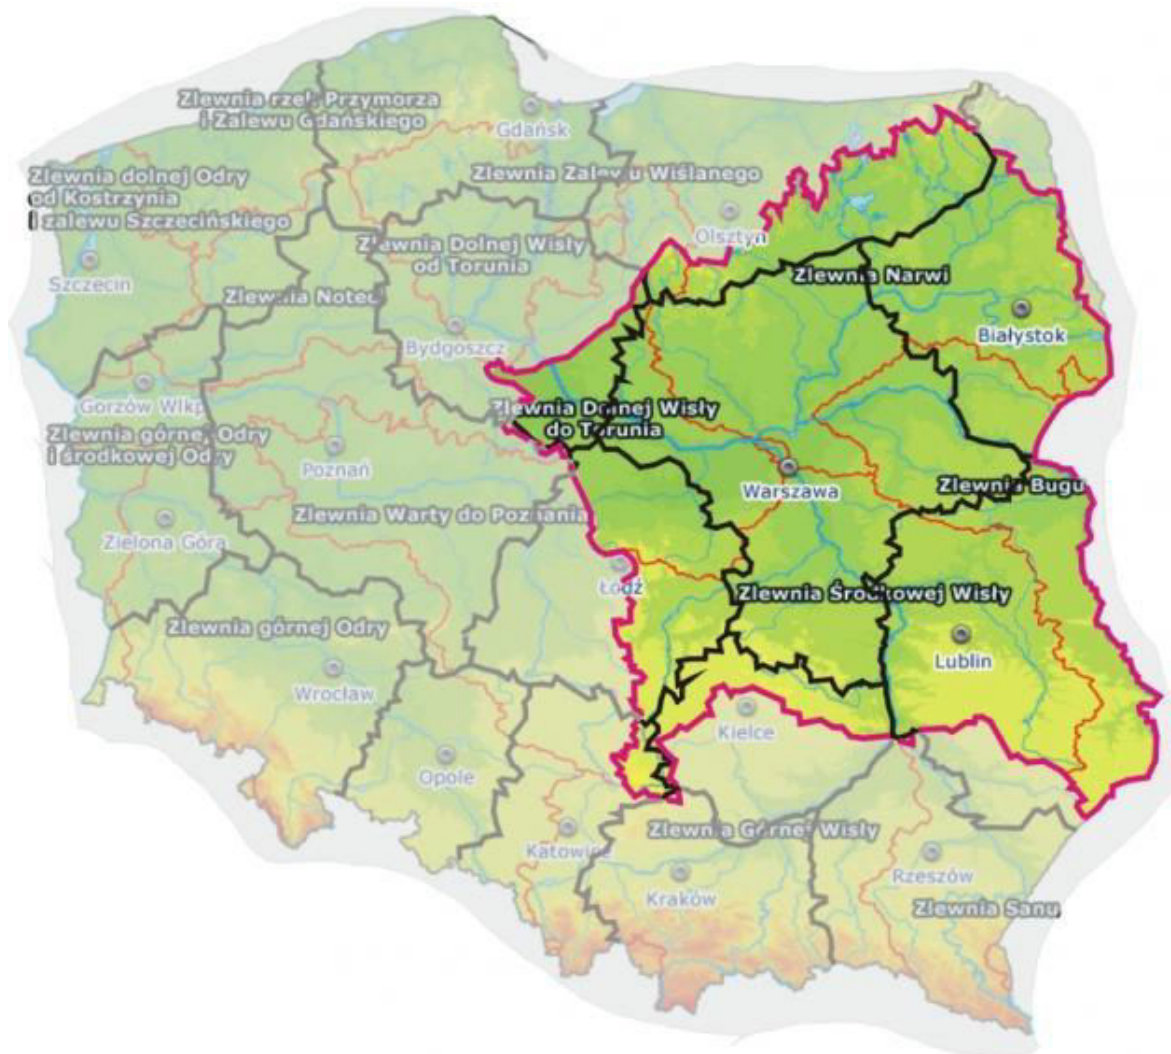 Zlewnia rzek Przymorza
i Zalewu Gdańskiego
Gdańsk
Zlewnia dolnej Odry
od Kostrzynia
i zalewu Szczecińskiego
Zlewnia Zalewu Wiślanego
Olsztyn
Zlewnia Dolnej Wisły
od Torunia
Szczecin
Zlewnia Noteci
Zlewnia Narwi
Białystok
Bydgoszcz
Gorzów Wlkp
Zlewnia Dolnej Wisły
do Torunia
Zlewnia górnej Odry
i środkowej Odry
Poznań
Warszawa
Zlewnia Bugu
Zlewnia Warty do Poznania
Zielona Góra
Łódź
Zlewnia Środkowej Wisły
Zlewnia górnej Odry
Lublin
Wrocław
Kielce
Opole
Zlewnia Górnej Wisły
Katowice
Kraków
Rzeszów
Zlewnia Sanu